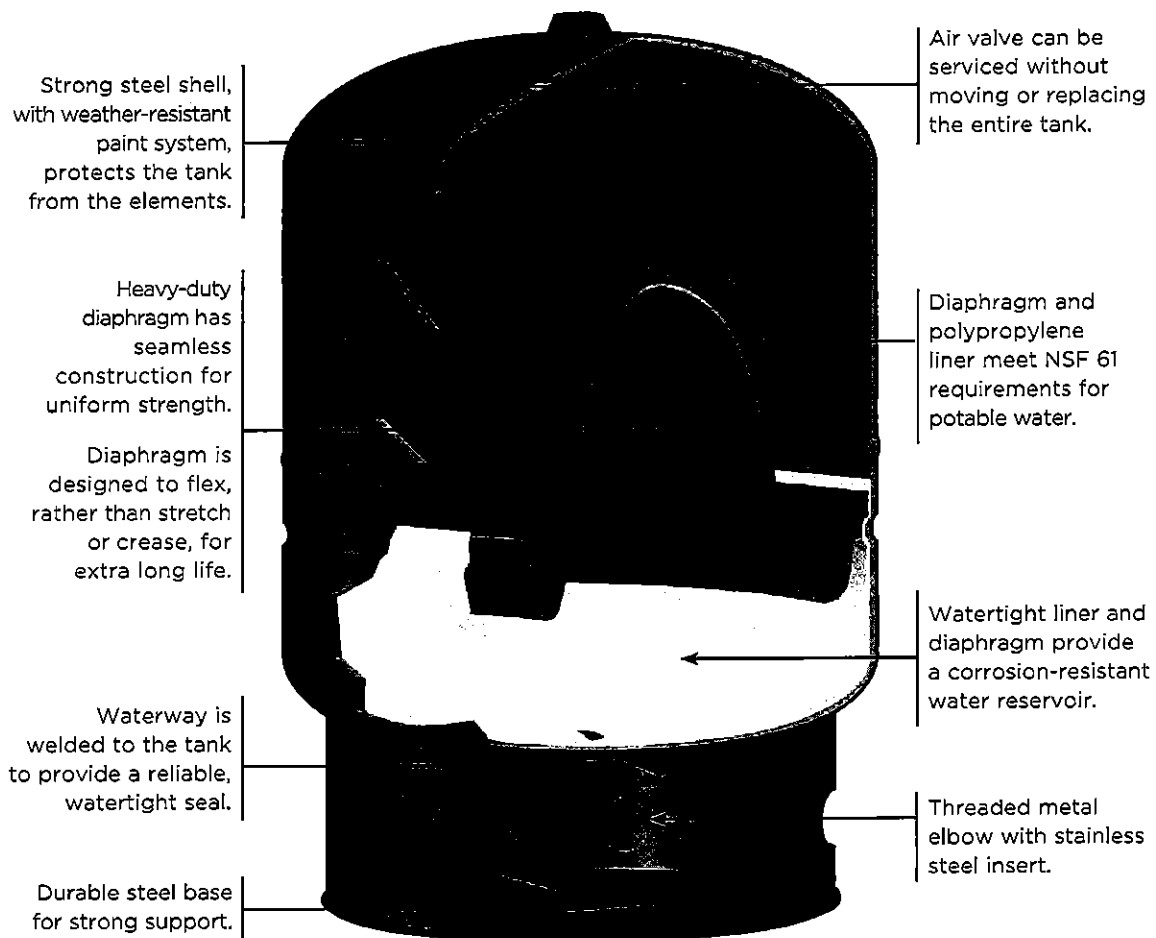 Strong steel shell,
with weather-resistant
paint system,
protects the tank
from the elements.
Heavy-duty
diaphragm has
seamless
construction for
uniform strength.
Diaphragm is
designed to flex,
rather than stretch
or crease, for
extra long life.
Waterway is
welded to the tank
to provide a reliable,
watertight seal.
Durable steel base
for strong support.
Air valve can be
serviced without
moving or replacing
the entire tank.
Diaphragm and
polypropylene
liner meet NSF 61
requirements for
potable water.
Watertight liner and
diaphragm provide
a corrosion-resistant
water reservoir.
Threaded metal
elbow with stainless
steel insert.